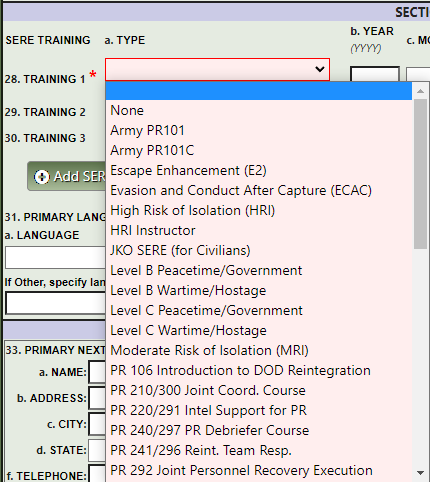 SECTI
SERE TRAINING a. TYPE b. YEAR c. MO
(YYYY)
28. TRAINING 1 *
29. TRAINING 2
30. TRAINING 3
Add SER
31. PRIMARY LANG
a. LANGUAGE
If Other, specify lan
33. PRIMARY NEXT
a. NAME:
b. ADDRESS:
c. CITY:
d. STATE:
f. TELEPHONE:
None
Army PR101
Army PR101C
Escape Enhancement (E2)
Evasion and Conduct After Capture (ECAC)
High Risk of Isolation (HRI)
HRI Instructor
JKO SERE (for Civilians)
Level B Peacetime/Government
Level B Wartime/Hostage
Level C Peacetime/Government
Level C Wartime/Hostage
Moderate Risk of Isolation (MRI)
PR 106 Introduction to DOD Reintegration
PR 210/300 Joint Coord. Course
PR 220/291 Intel Support for PR
PR 240/297 PR Debriefer Course
PR 241/296 Reint. Team Resp.
PR 292 Joint Personnel Recovery Execution